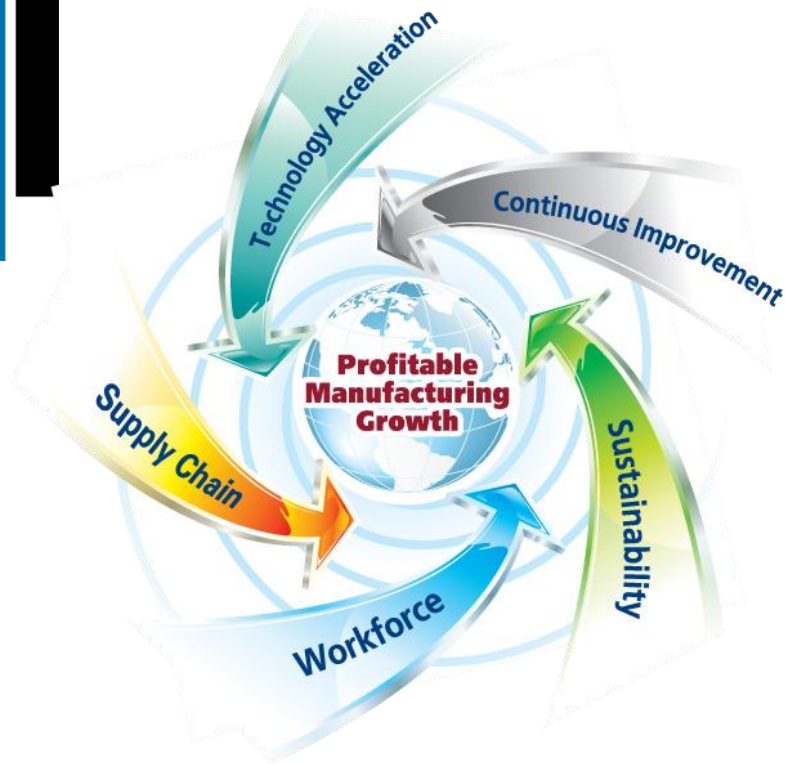 Technology Acceleration
Continuous Improvement
Profitable
Manufacturing
Growth
Supply Chain
Sustainability
Workforce